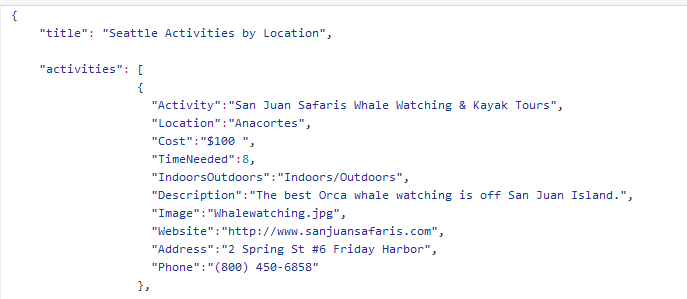 {
"title": "Seattle Activities by Location",
"activities": [
{
"Activity":"San Juan Safaris Whale Watching & Kayak Tours",
"Location":"Anacortes",
"Cost":"$100 ",
"TimeNeeded":8,
"IndoorsOutdoors":"Indoors/Outdoors",
"Description":"The best Orca whale watching is off San Juan Island.",
"Image":"Whalewatching.jpg",
"Website":"http://www.sanjuansafaris.com",
"Address":"2 Spring St #6 Friday Harbor",
"Phone":"(800) 450-6858"
},